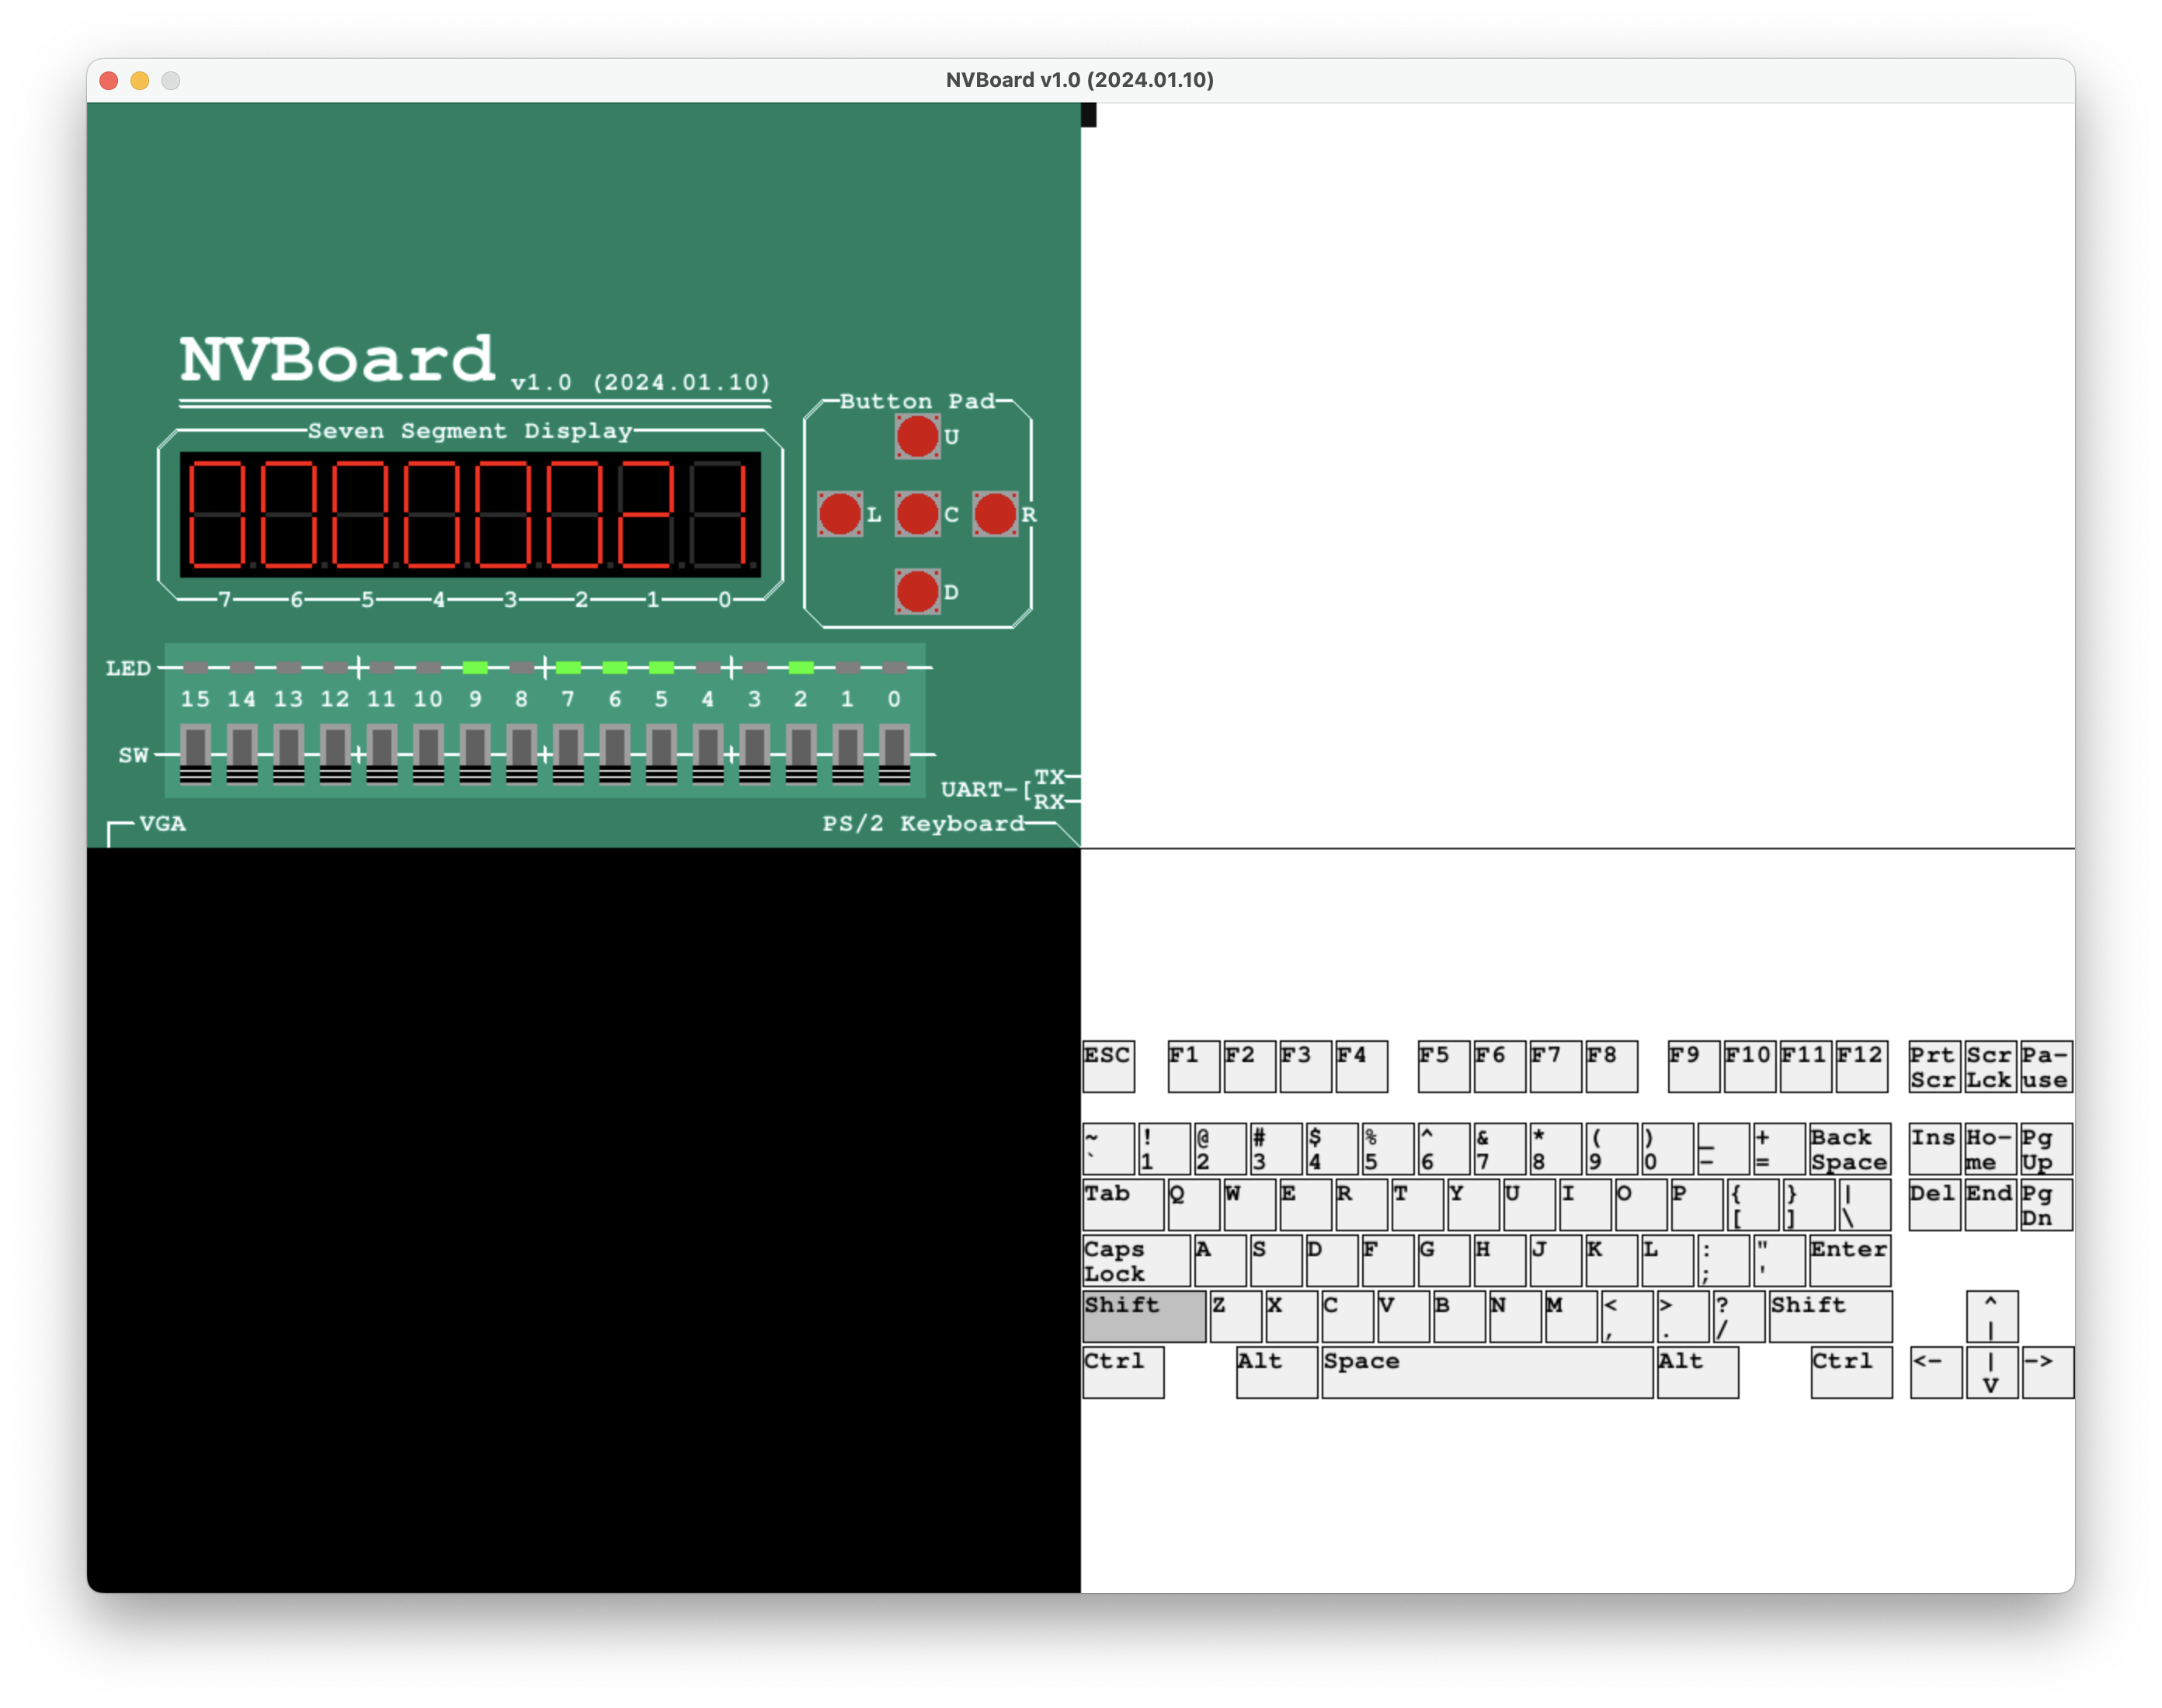 NVBoard v1.0 (2024.01.10)
NVBoard v1.0 (2024.01.10)
Seven Segment Display
00000021
7 6 5 4 3 2 1 0
Button Pad
U
L C R
D
LED
15 14 13 12 11 10 9 8 7 6 5 4 3 2 1 0
SW
UART-[ TX
RX
VGA PS/2 Keyboard
ESC F1 F2 F3 F4 F5 F6 F7 F8 F9 F10 F11 F12 Prt Scr Pa-
Scr Lck use
~ ! @ # $ % ^ & * ( ) _ + Back Ins Ho- Pg
` 1 2 3 4 5 6 7 8 9 0 - = Space me Up
Tab Q W E R T Y U I O P { } | Del End Pg
[ ] \ Dn
Caps A S D F G H J K L : " Enter
Lock ; '
Shift Z X C V B N M < > ? Shift ^
, . / |
Ctrl Alt Space Alt Ctrl <- | ->
V